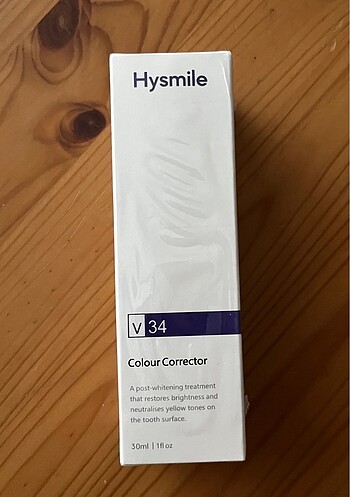 Hysmile
V 34
Colour Corrector
A post-whitening treatment
that restores brightness and
neutralises yellow tones on
the tooth surface.
30ml | 1fl oz